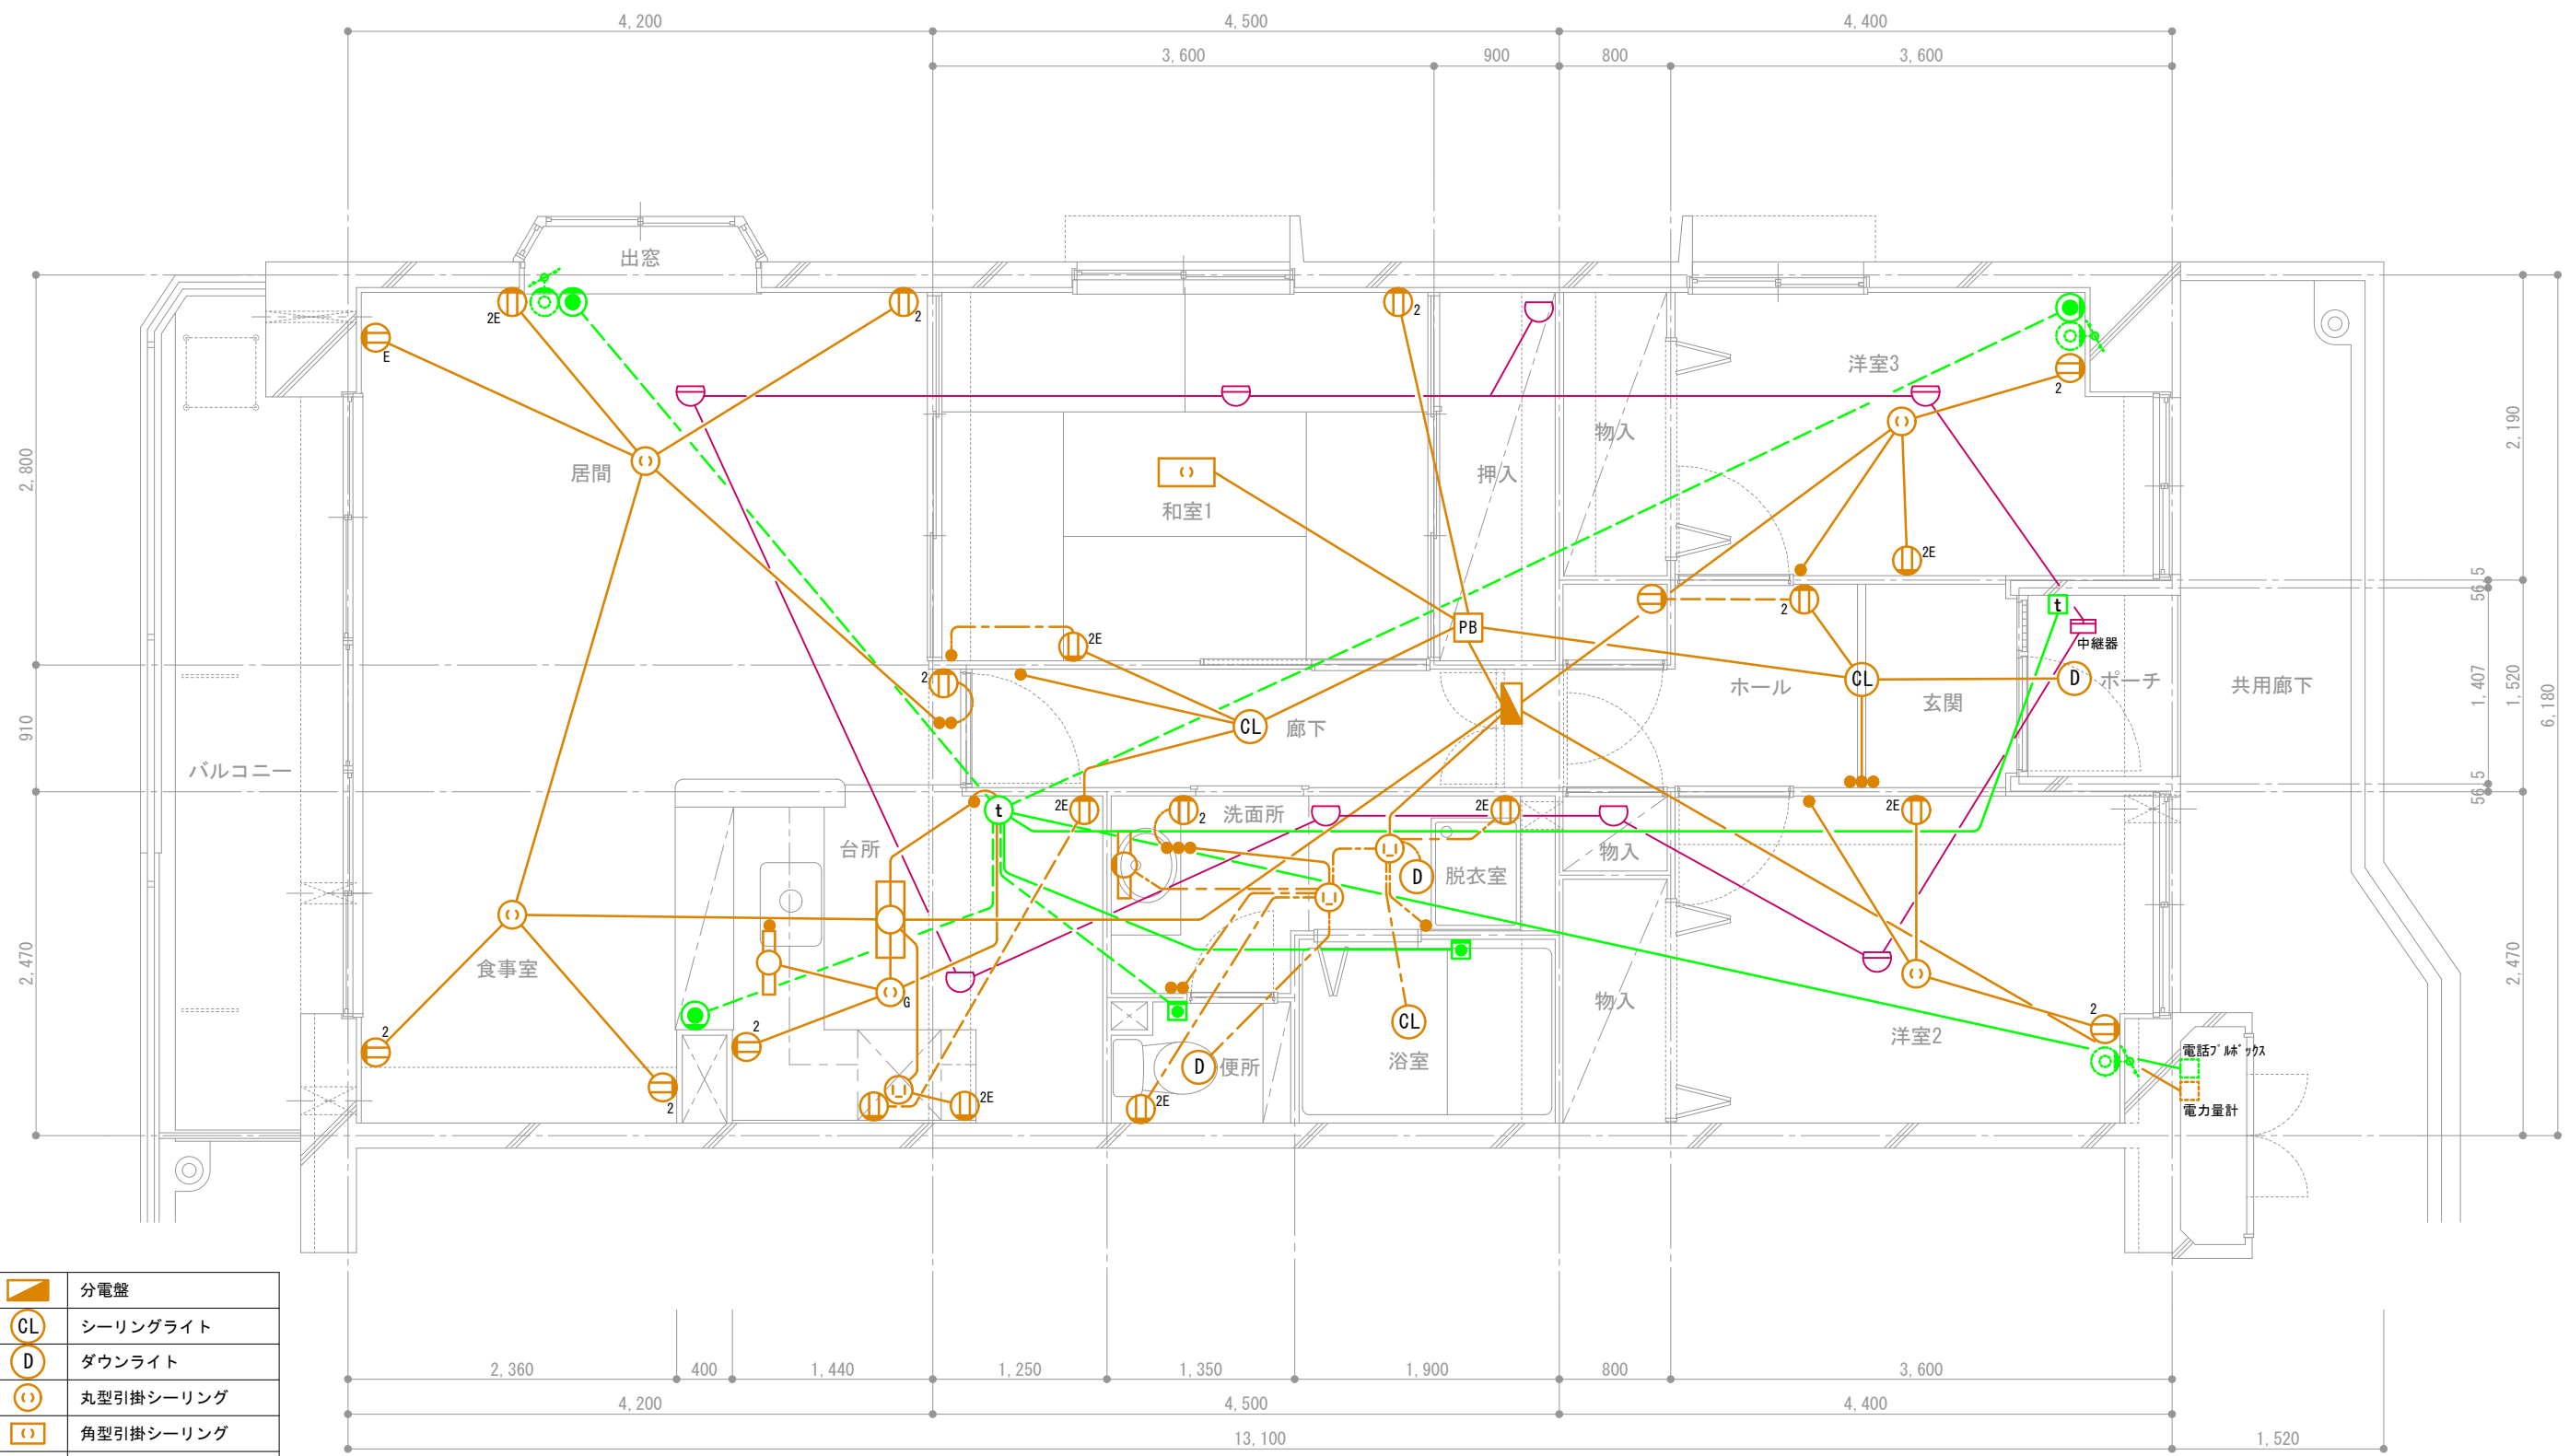 4,200
4,500
4,400
3,600
900
800
3,600
出窓
2E
2
2
E
洋室3
2
物入
2,190
2,800
居間
押入
和室1
2E
56.5
t
PB
2
2E
中継器
2
CL
D
ポーチ
ホール
共用廊下
玄関
1,407
1,520
6,180
CL
廊下
910
バルコニー
56.5
t
2E
2
洗面所
2E
2E
台所
物入
D
脱衣室
食事室
2,470
2,470
G
物入
CL
2
2
2
洋室2
電話プルボックス
浴室
D
便所
2E
2E
2
電力量計
分電盤
CL
シーリングライト
D
ダウンライト
丸型引掛シーリング
角型引掛シーリング
2,360
400
1,440
1,250
1,350
1,900
800
3,600
4,200
4,500
4,400
13,100
1,520